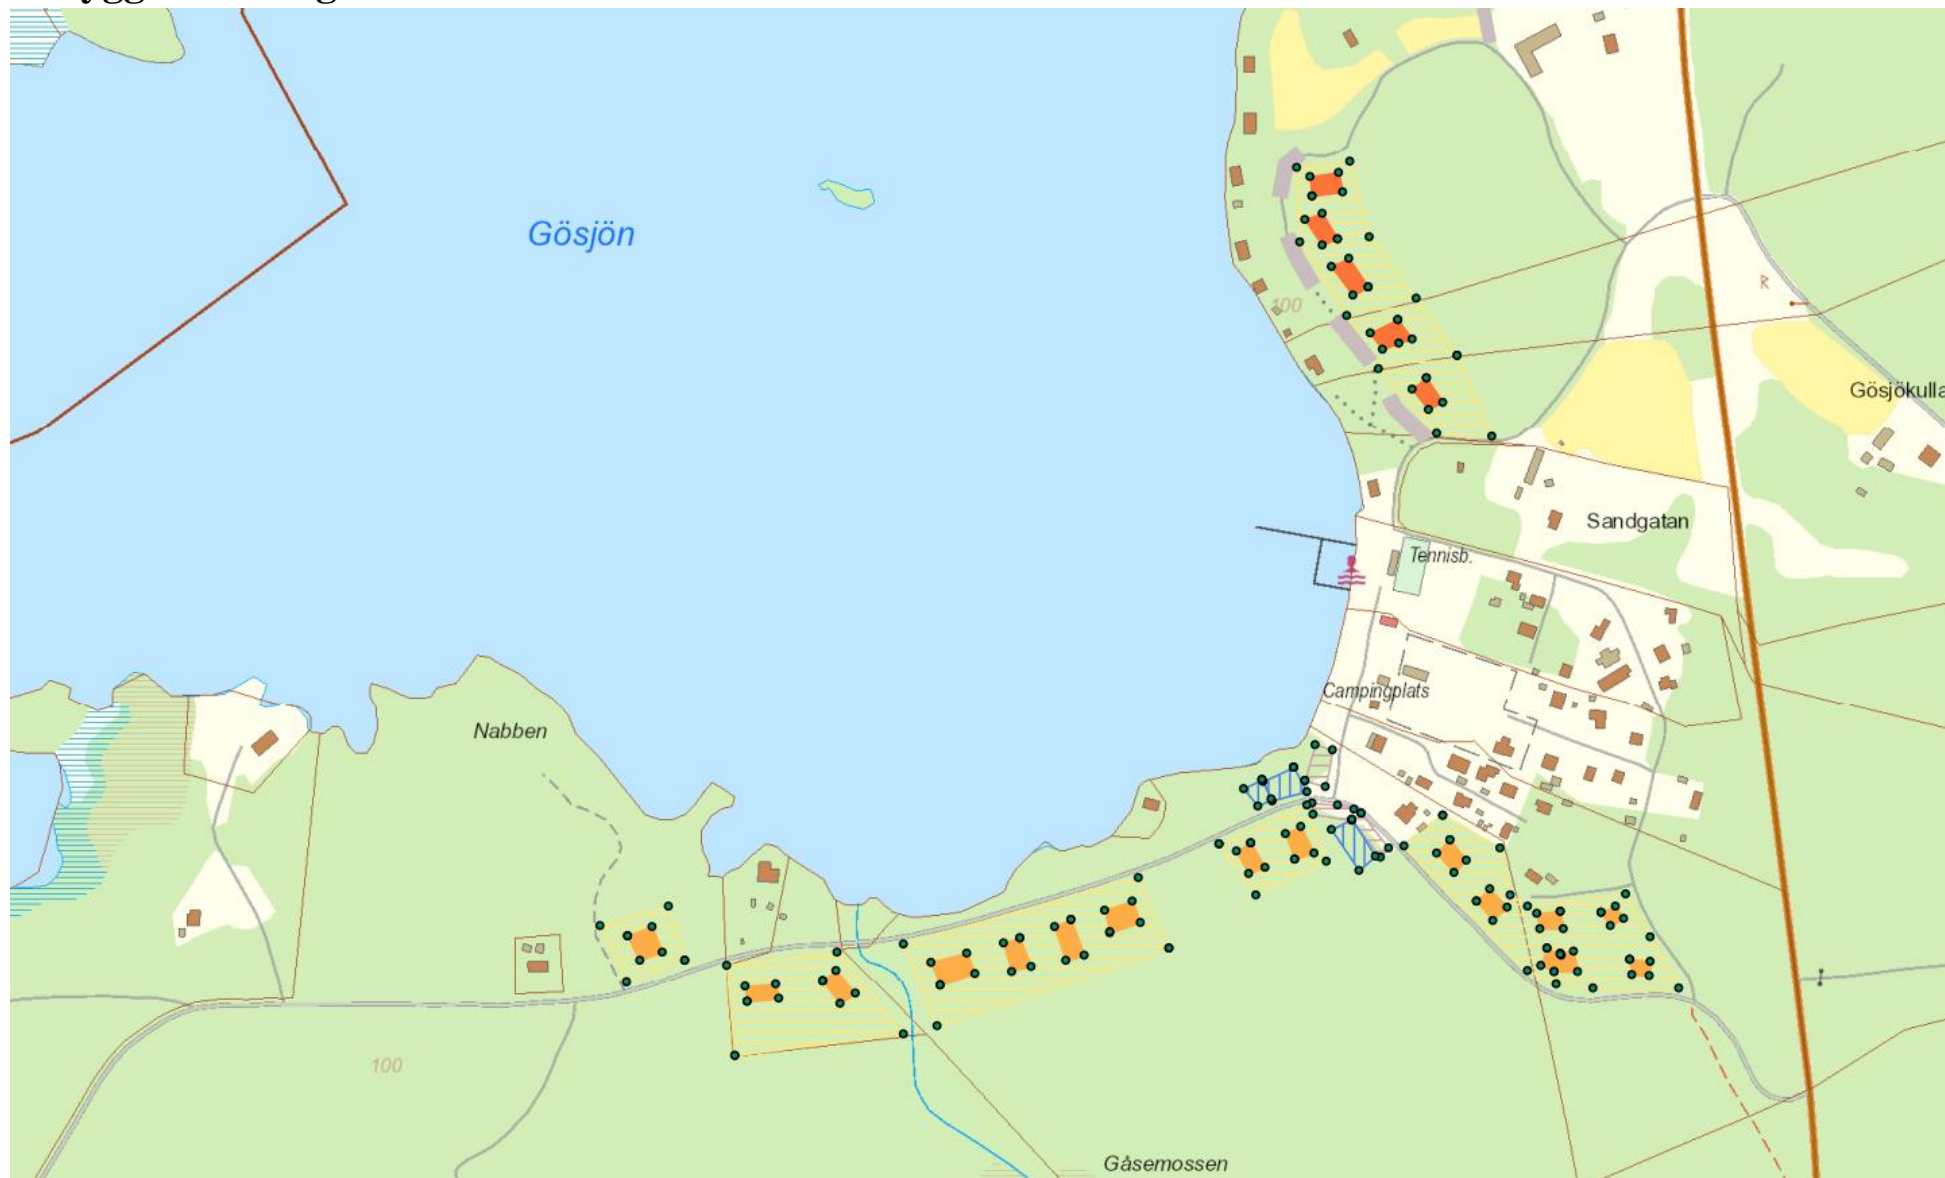 Gösjön
100
R
Gösjökulla
Sandgatan
Tennisb.
Campingplats
Nabben
100
Gåsemossen